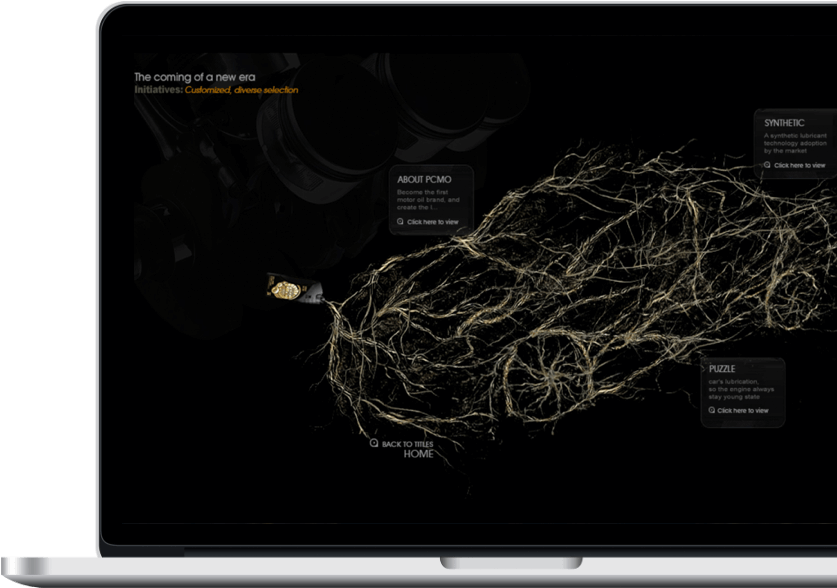 The coming of a new era
Initiatives: Customized, diverse selection
SYNTHETIC
A synthetic lubricant
technology adoption
by the market
Click here to view
ABOUT PCMO
Become the first
motor oil brand, and
create the l...
Click here to view
PUZZLE
car's lubrication,
so the engine always
stay young state
Click here to view
BACK TO TITLES
HOME